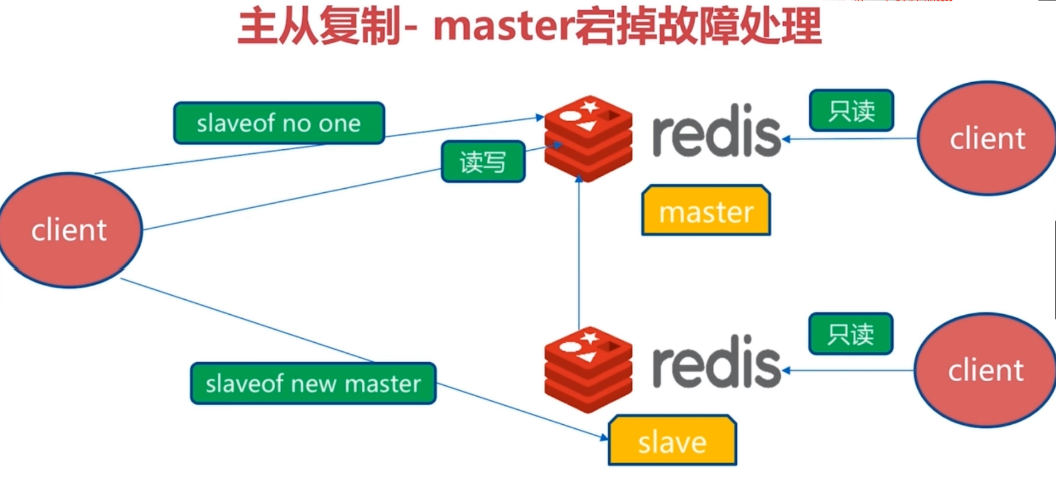 主从复制- master宕掉故障处理
slaveof no one
只读
redis
client
读写
master
client
只读
redis
client
slaveof new master
slave